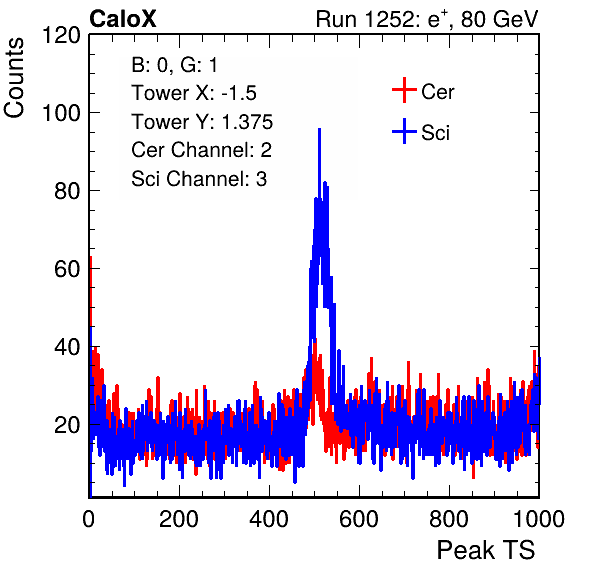 CaloX Run 1252: e+, 80 GeV
Counts
120
100
80
60
40
20
B: 0, G: 1
Tower X: -1.5
Tower Y: 1.375
Cer Channel: 2
Sci Channel: 3
Cer
Sci
0 200 400 600 800 1000
Peak TS